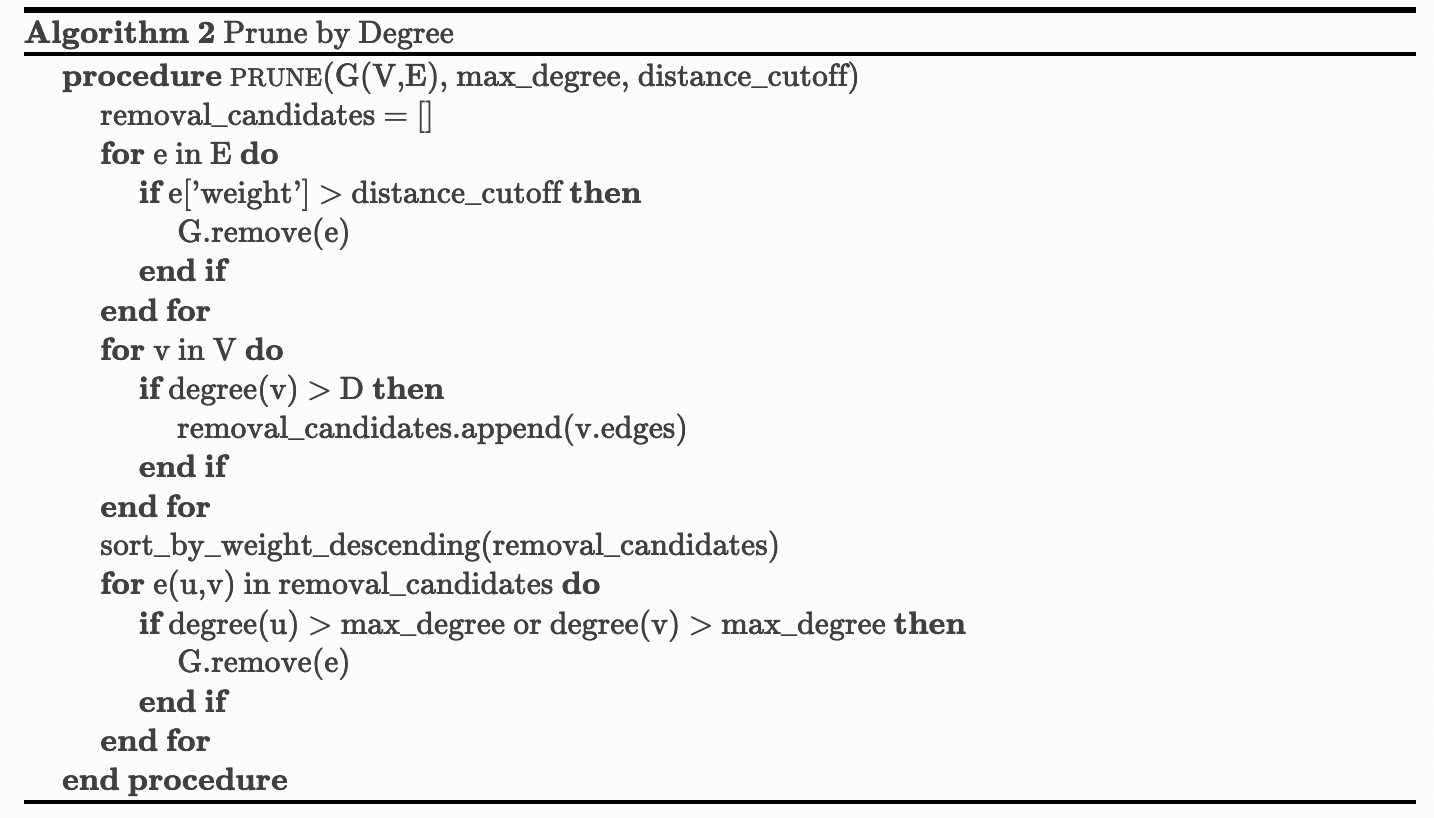 Algorithm 2 Prune by Degree
procedure PRUNE(G(V,E), max_degree, distance_cutoff)
removal_candidates = []
for e in E do
if e['weight'] > distance_cutoff then
G.remove(e)
end if
end for
for v in V do
if degree(v) > D then
removal_candidates.append(v.edges)
end if
end for
sort_by_weight_descending(removal_candidates)
for e(u,v) in removal_candidates do
if degree(u) > max_degree or degree(v) > max_degree then
G.remove(e)
end if
end for
end procedure